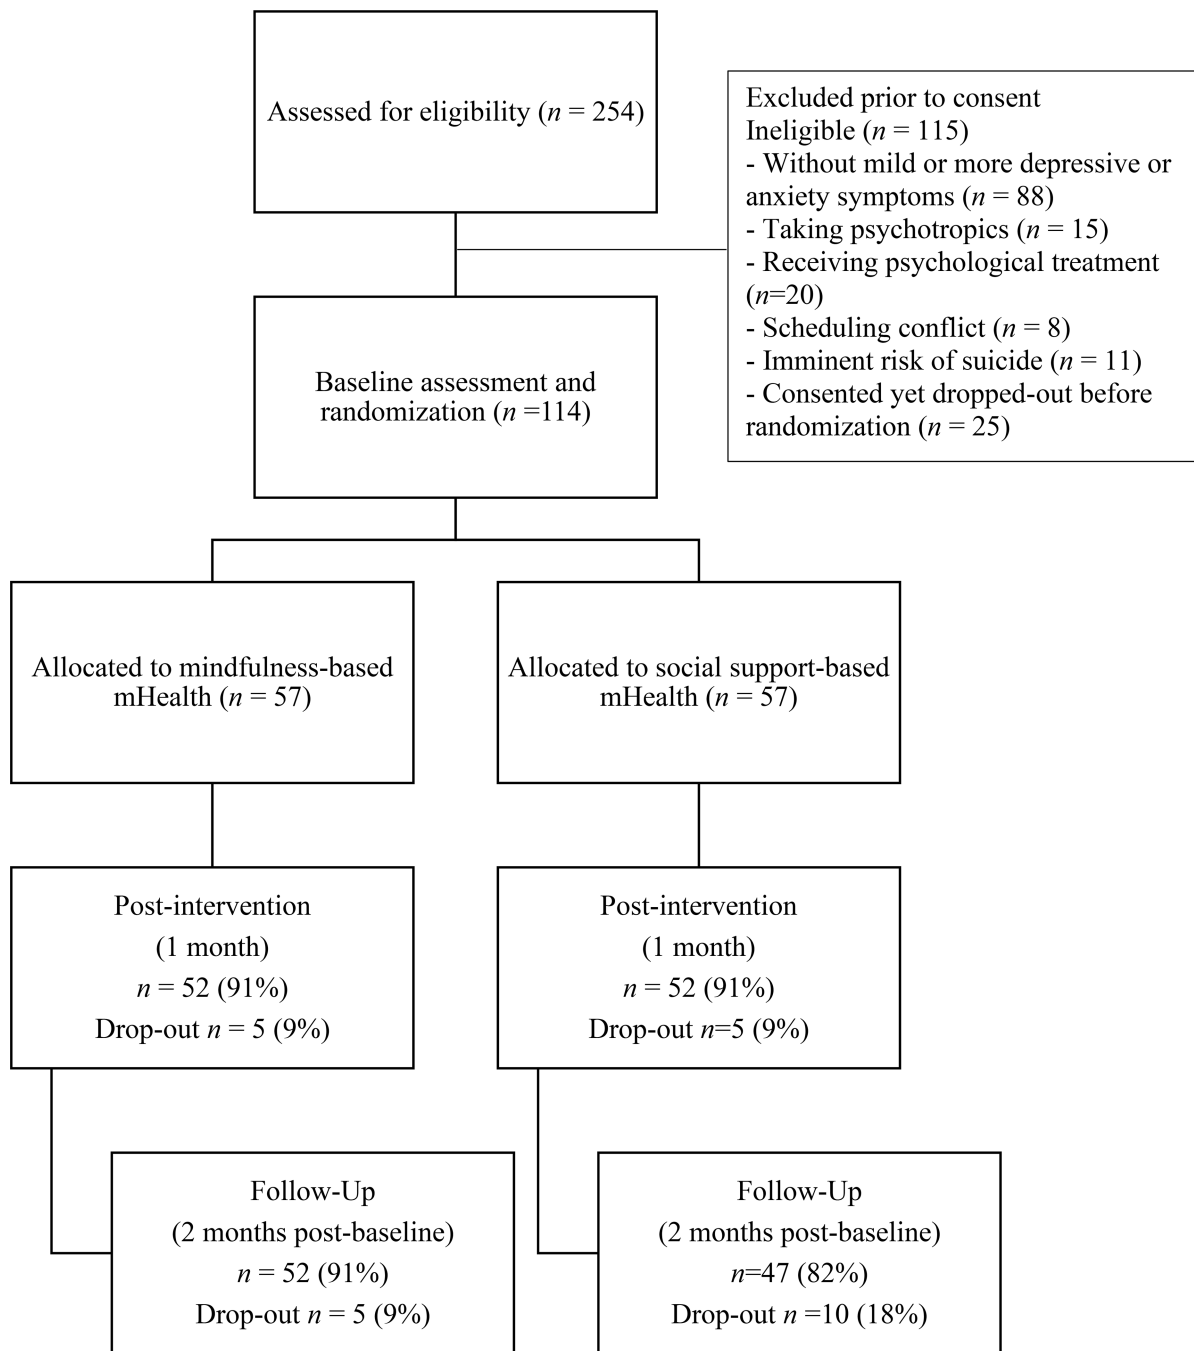 Assessed for eligibility (n = 254)
Excluded prior to consent
Ineligible (n = 115)
- Without mild or more depressive or
anxiety symptoms (n = 88)
- Taking psychotropics (n = 15)
- Receiving psychological treatment
(n=20)
- Scheduling conflict (n = 8)
- Imminent risk of suicide (n = 11)
- Consented yet dropped-out before
randomization (n = 25)
Baseline assessment and
randomization (n =114)
Allocated to mindfulness-based
mHealth (n = 57)
Allocated to social support-based
mHealth (n = 57)
Post-intervention
(1 month)
n = 52 (91%)
Drop-out n = 5 (9%)
Post-intervention
(1 month)
n = 52 (91%)
Drop-out n=5 (9%)
Follow-Up
(2 months post-baseline)
n = 52 (91%)
Drop-out n = 5 (9%)
Follow-Up
(2 months post-baseline)
n=47 (82%)
Drop-out n =10 (18%)